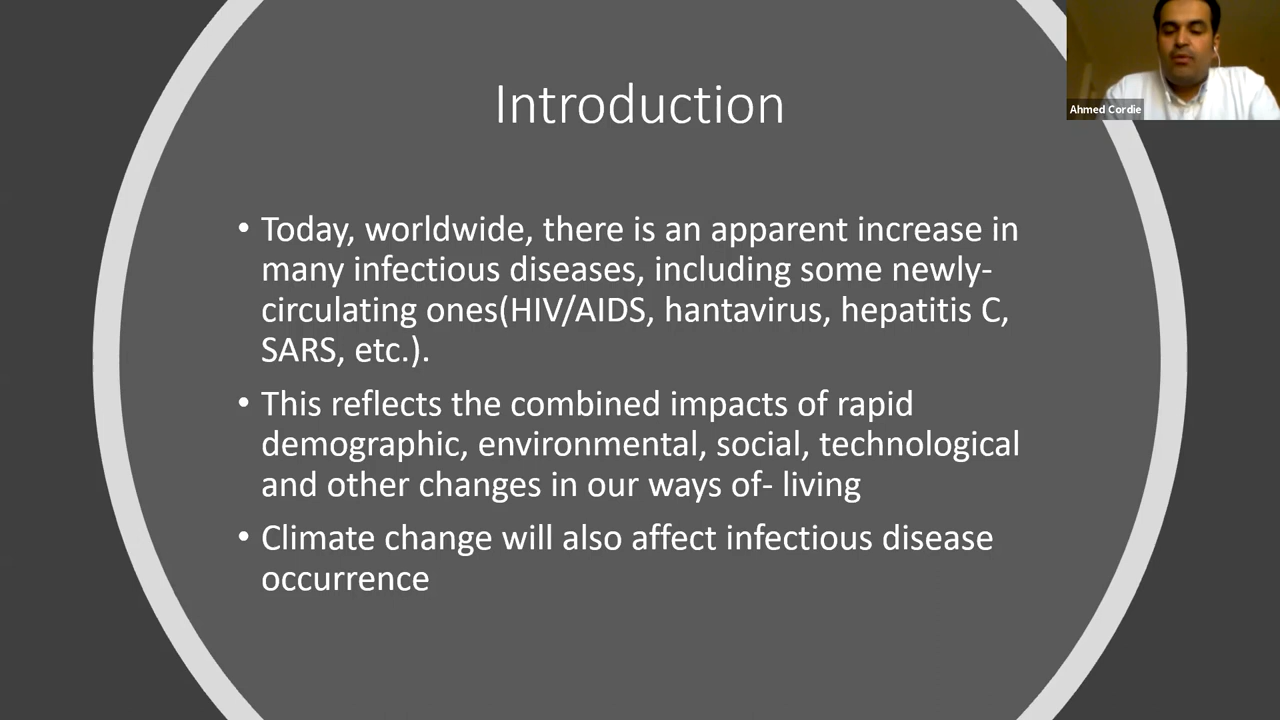 Introduction
• Today, worldwide, there is an apparent increase in
many infectious diseases, including some newly-
circulating ones(HIV/AIDS, hantavirus, hepatitis C,
SARS, etc.).
• This reflects the combined impacts of rapid
demographic, environmental, social, technological
and other changes in our ways of- living
• Climate change will also affect infectious disease
occurrence
Ahmed Cordie